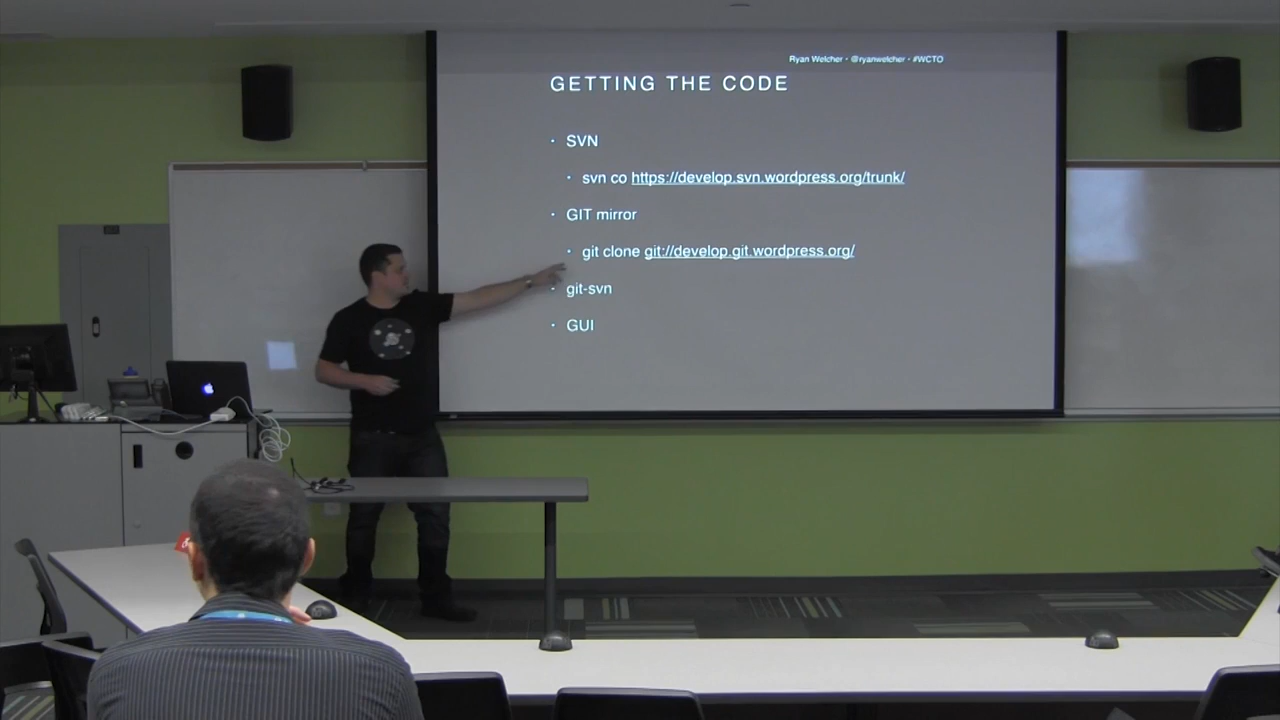 Ryan Welcher - @ryanwelcher - #WCTO
GETTING THE CODE
• SVN
• svn co https://develop.svn.wordpress.org/trunk/
• GIT mirror
• git clone git://develop.git.wordpress.org/
• git-svn
• GUI